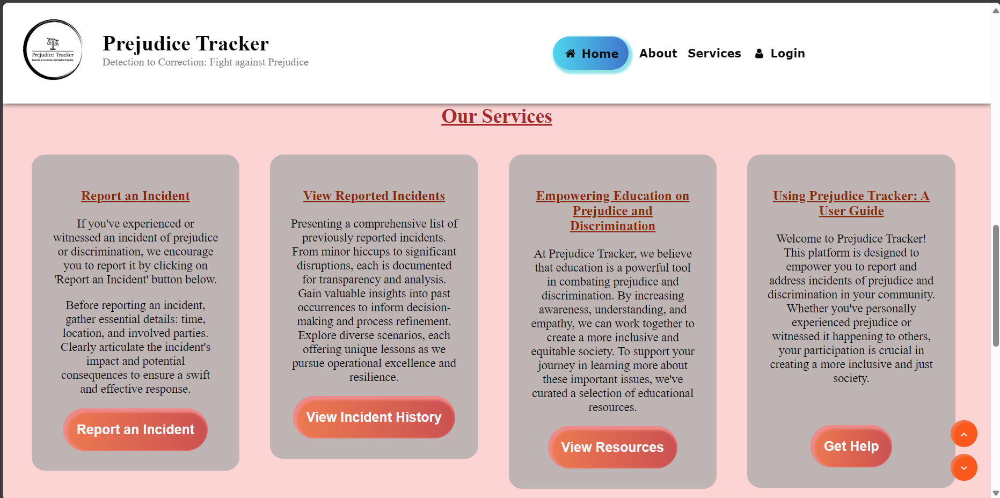 Prejudice Tracker
Detection to Correction: Fight Against Prejudice.
Prejudice Tracker
Detection to Correction: Fight against Prejudice
Home
About
Services
Login
Our Services
Report an Incident
If you've experienced or
witnessed an incident of prejudice
or discrimination, we encourage
you to report it by clicking on
'Report an Incident' button below.
Before reporting an incident,
gather essential details: time,
location, and involved parties.
Clearly articulate the incident's
impact and potential
consequences to ensure a swift
and effective response.
Report an Incident
View Reported Incidents
Presenting a comprehensive list of
previously reported incidents.
From minor hiccups to significant
disruptions, each is documented
for transparency and analysis.
Gain valuable insights into past
occurrences to inform decision-
making and process refinement.
Explore diverse scenarios, each
offering unique lessons as we
pursue operational excellence and
resilience.
View Incident History
Empowering Education on
Prejudice and
Discrimination
At Prejudice Tracker, we believe
that education is a powerful tool
in combating prejudice and
discrimination. By increasing
awareness, understanding, and
empathy, we can work together to
create a more inclusive and
equitable society. To support your
journey in learning more about
these important issues, we've
curated a selection of educational
resources.
View Resources
Using Prejudice Tracker: A
User Guide
Welcome to Prejudice Tracker!
This platform is designed to
empower you to report and
address incidents of prejudice and
discrimination in your community.
Whether you've personally
experienced prejudice or
witnessed it happening to others,
your participation is crucial in
creating a more inclusive and just
society.
Get Help